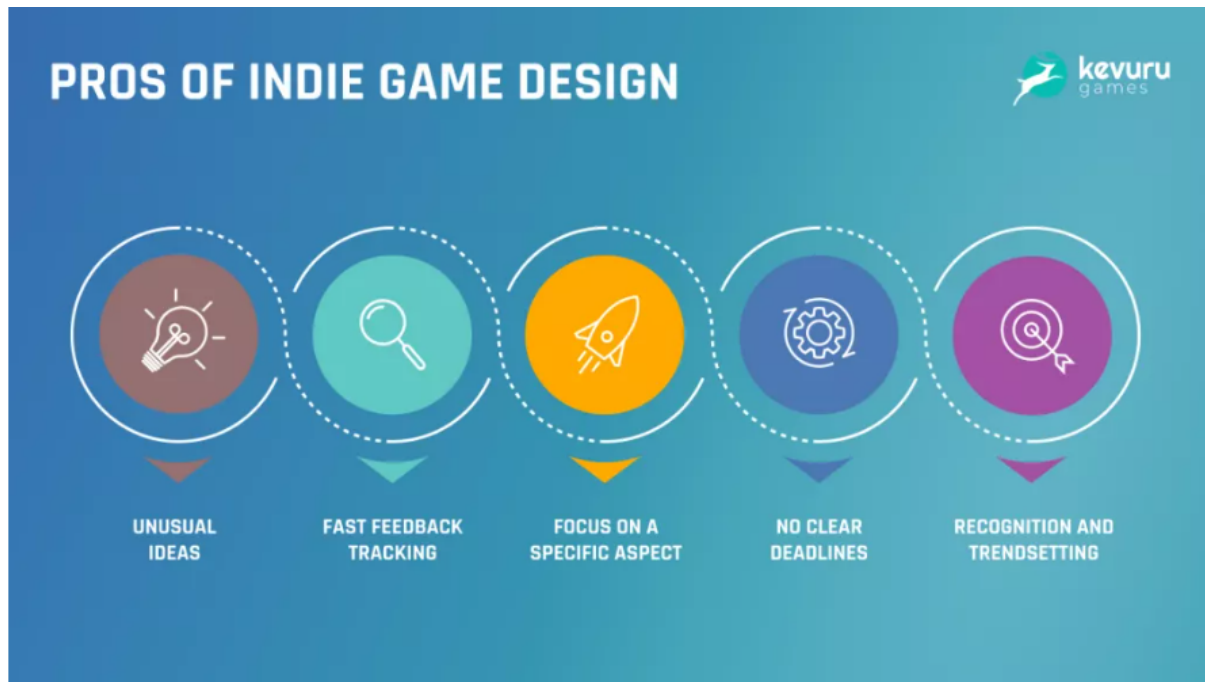 PROS OF INDIE GAME DESIGN
kevuru
games
UNUSUAL
IDEAS
FAST FEEDBACK
TRACKING
FOCUS ON A
SPECIFIC ASPECT
NO CLEAR
DEADLINES
RECOGNITION AND
TRENDSETTING